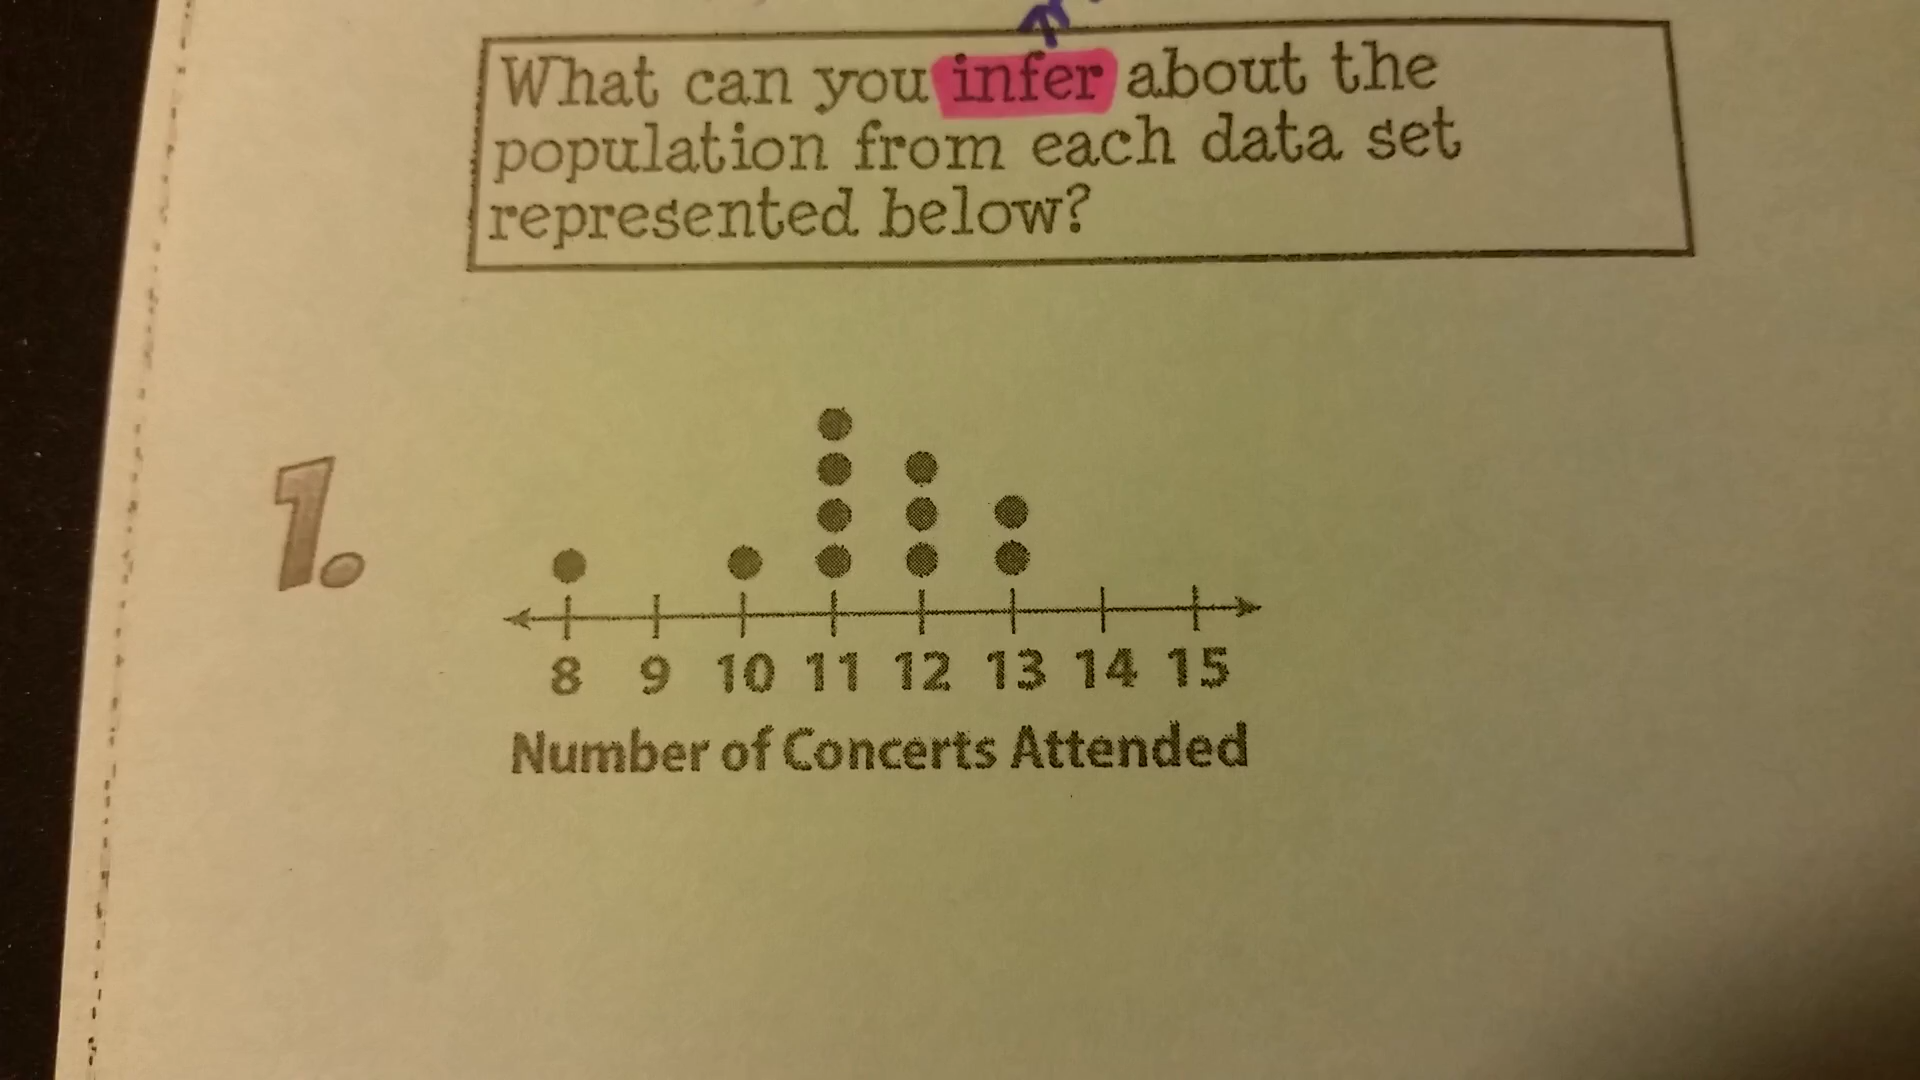 What can you infer about the
population from each data set
represented below?
1.
8 9 10 11 12 13 14 15
Number of Concerts Attended